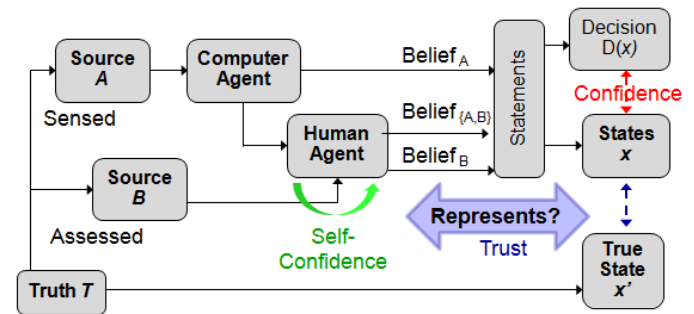 Source
A
Sensed
Computer
Agent
Belief A
Statements
Decision
D(x)
Confidence
Human
Agent
Belief {A,B}
Belief B
States
x
Source
B
Assessed
Self-
Confidence
Represents?
Trust
True
State
x'
Truth T